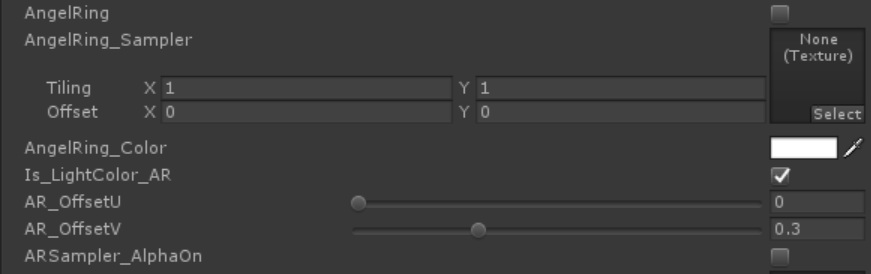 AngelRing
AngelRing_Sampler
None
(Texture)
Tiling X 1 Y 1
Offset X 0 Y 0
Select
AngelRing_Color
Is_LightColor_AR
AR_OffsetU 0
AR_OffsetV 0.3
ARSampler_AlphaOn